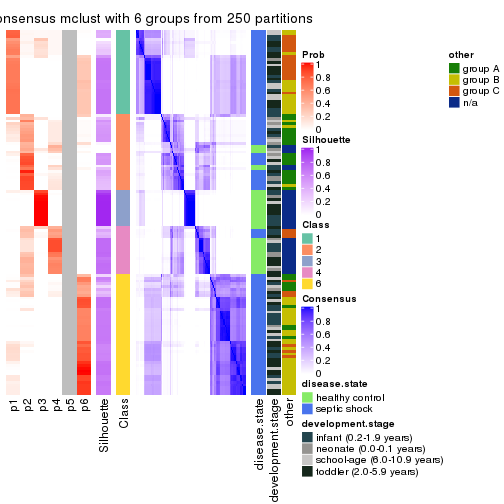 onsensus mclust with 6 groups from 250 partitions
Prob
1
0.8
0.6
0.4
0.2
0
Silhouette
1
0.8
0.6
0.4
0.2
0
Class
1
2
3
4
6
Consensus
1
0.8
0.6
0.4
0.2
0
disease.state
healthy control
septic shock
development.stage
infant (0.2-1.9 years)
neonate (0.0-0.1 years)
school-age (6.0-10.9 years)
toddler (2.0-5.9 years)
other
group A
group B
group C
n/a
p1
p2
p3
p4
p5
p6
Silhouette
Class
disease.state
development.stage
other